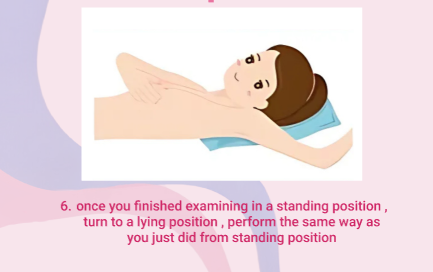 6. once you finished examining in a standing position ,
turn to a lying position , perform the same way as
you just did from standing position